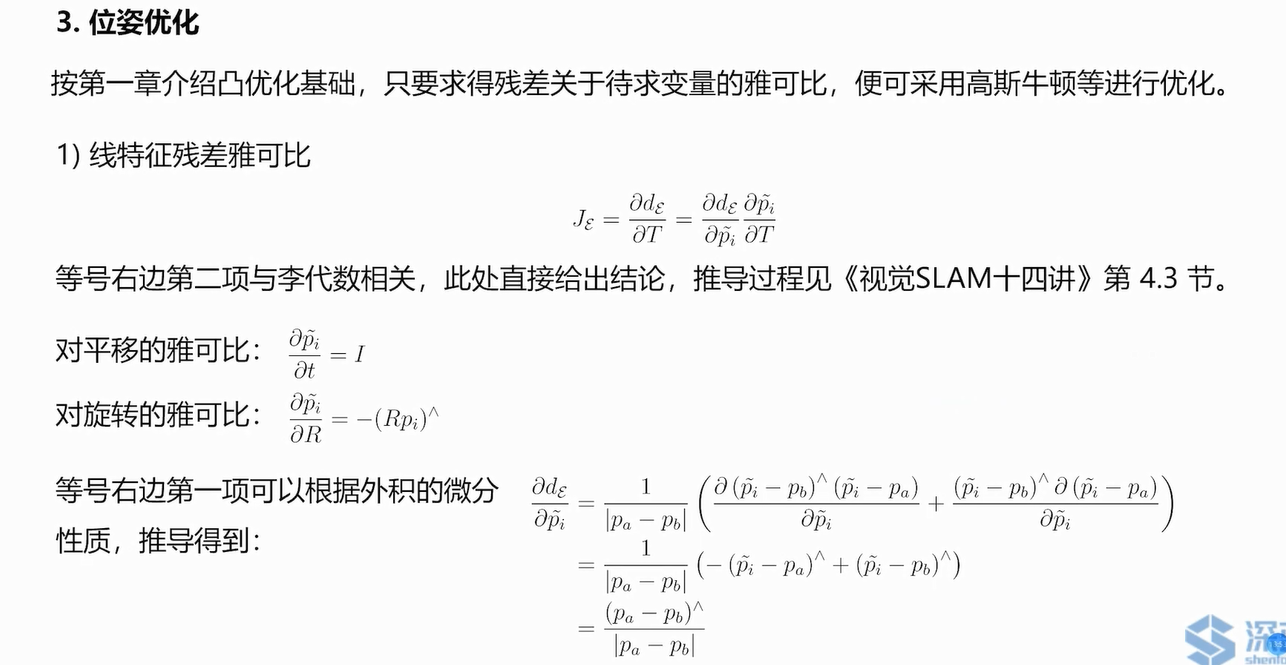 3. 位姿优化
按第一章介绍凸优化基础，只要求得残差关于待求变量的雅可比，便可采用高斯牛顿等进行优化。
1) 线特征残差雅可比
$J_{\mathcal{E}} = \frac{\partial d_{\mathcal{E}}}{\partial T} = \frac{\partial d_{\mathcal{E}}}{\partial \tilde{p}_i} \frac{\partial \tilde{p}_i}{\partial T}$
等号右边第二项与李代数相关，此处直接给出结论，推导过程见《视觉SLAM十四讲》第 4.3 节。
对平移的雅可比： $\frac{\partial \tilde{p}_i}{\partial t} = I$
对旋转的雅可比： $\frac{\partial \tilde{p}_i}{\partial R} = -(Rp_i)^{\wedge}$
等号右边第一项可以根据外积的微分
性质，推导得到：
$\frac{\partial d_{\mathcal{E}}}{\partial \tilde{p}_i} = \frac{1}{|p_a - p_b|} \left( \frac{\partial (\tilde{p}_i - p_b)^{\wedge} (\tilde{p}_i - p_a)}{\partial \tilde{p}_i} + \frac{(\tilde{p}_i - p_b)^{\wedge} \partial (\tilde{p}_i - p_a)}{\partial \tilde{p}_i} \right)$
$= \frac{1}{|p_a - p_b|} \left( -(\tilde{p}_i - p_a)^{\wedge} + (\tilde{p}_i - p_b)^{\wedge} \right)$
$= \frac{(p_a - p_b)^{\wedge}}{|p_a - p_b|}$
深